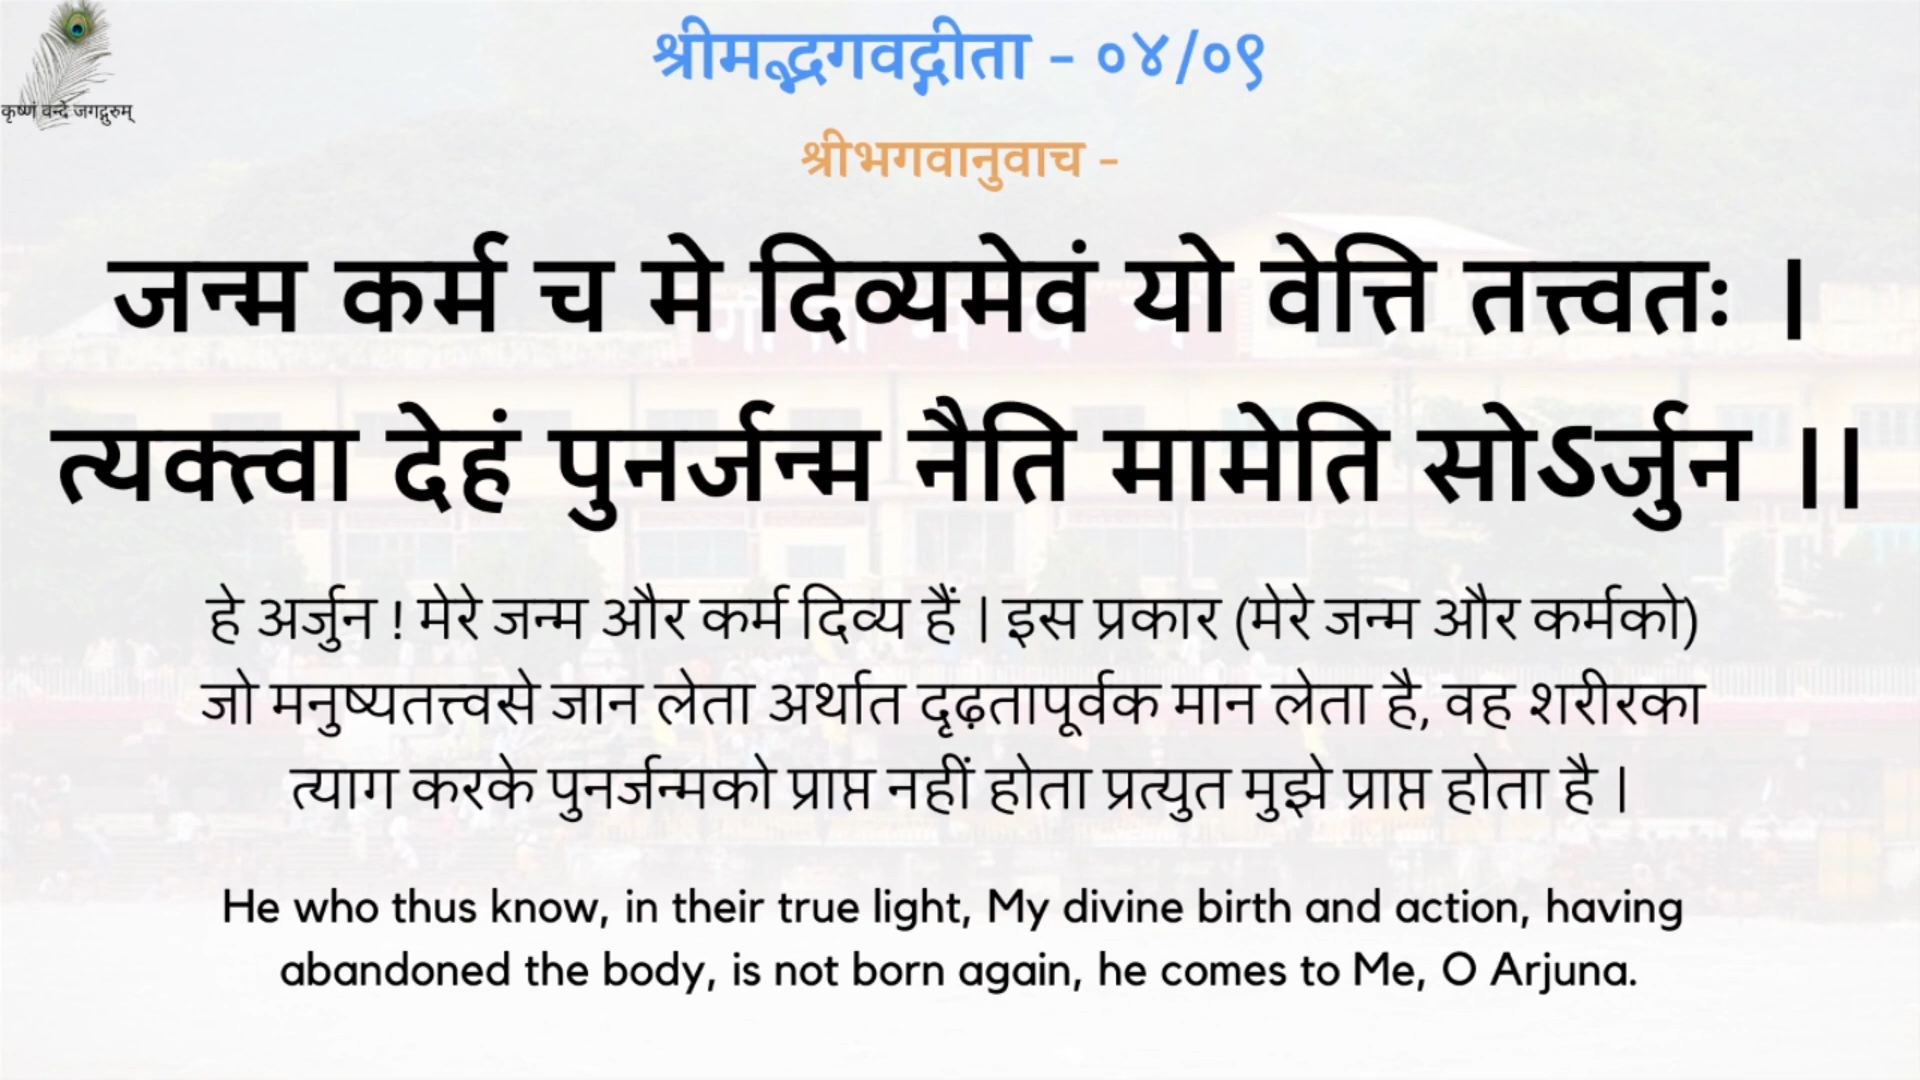 श्रीमद्भगवद्गीता - ०४/०९
कृष्णं वन्दे जगद्गुरुम्
श्रीभगवानुवाच -
जन्म कर्म च मे दिव्यमेवं यो वेत्ति तत्त्वतः |
त्यक्त्वा देहं पुनर्जन्म नैति मामेति सोऽर्जुन ||
हे अर्जुन ! मेरे जन्म और कर्म दिव्य हैं | इस प्रकार (मेरे जन्म और कर्मको)
जो मनुष्यतत्त्वसे जान लेता अर्थात दृढ़तापूर्वक मान लेता है, वह शरीरका
त्याग करके पुनर्जन्मको प्राप्त नहीं होता प्रत्युत मुझे प्राप्त होता है |
He who thus know, in their true light, My divine birth and action, having
abandoned the body, is not born again, he comes to Me, O Arjuna.